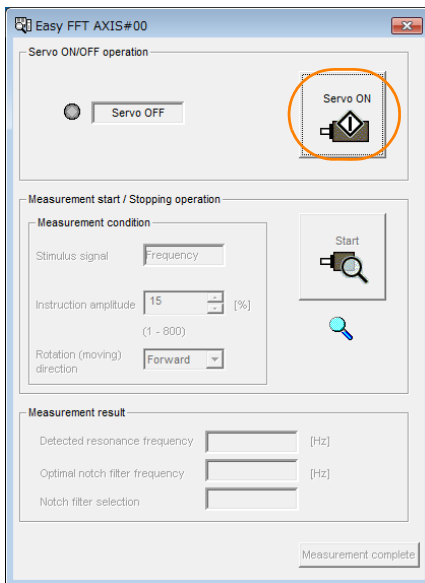 Easy FFT AXIS#00
Servo ON/OFF operation
Servo OFF
Servo ON
Measurement start / Stopping operation
Measurement condition
Stimulus signal Frequency
Start
Instruction amplitude 15 [%]
(1 - 800)
Rotation (moving)
direction
Forward
Measurement result
Detected resonance frequency [Hz]
Optimal notch filter frequency [Hz]
Notch filter selection
Measurement complete